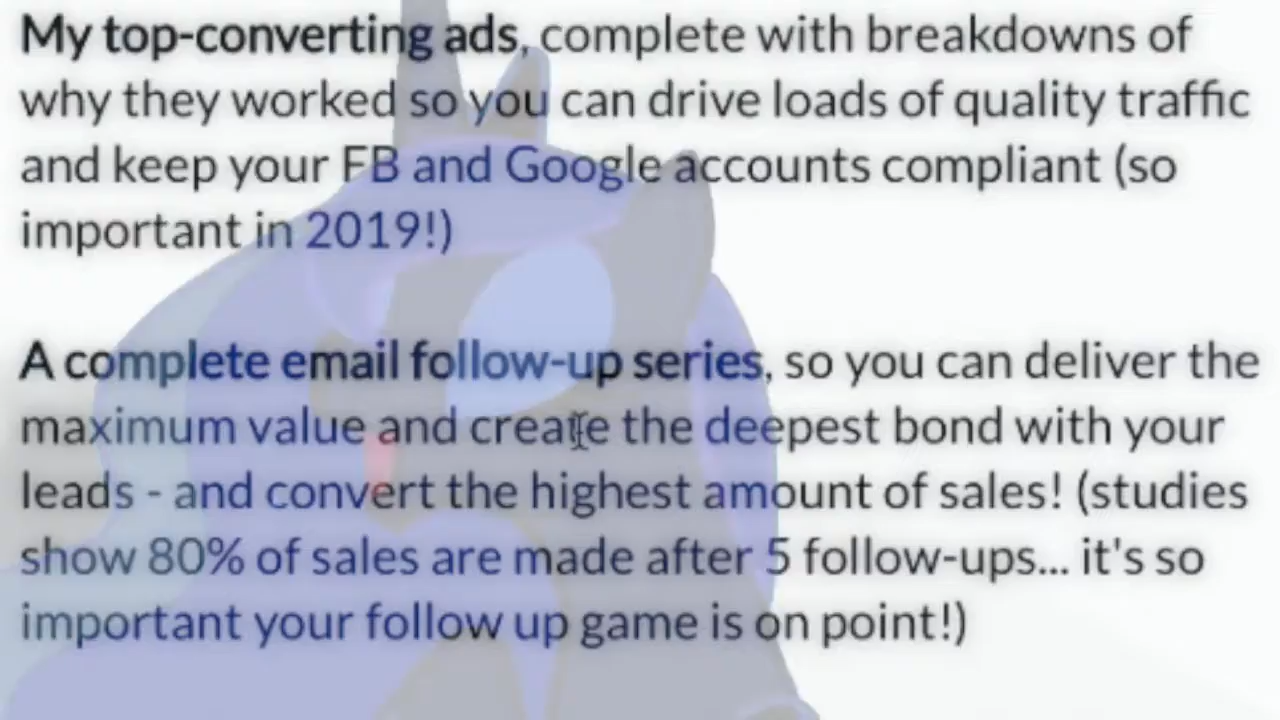 My top-converting ads, complete with breakdowns of
why they worked so you can drive loads of quality traffic
and keep your FB and Google accounts compliant (so
important in 2019!)
A complete email follow-up series, so you can deliver the
maximum value and create the deepest bond with your
leads - and convert the highest amount of sales! (studies
show 80% of sales are made after 5 follow-ups... it's so
important your follow up game is on point!)